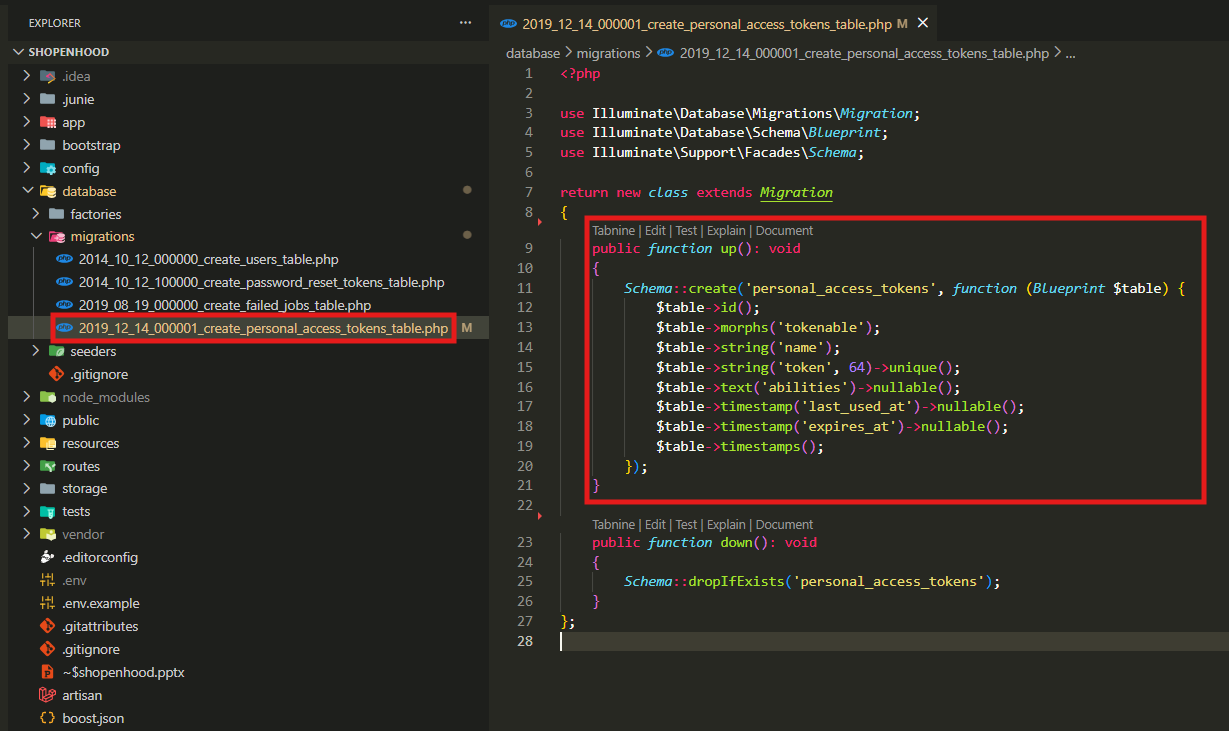 EXPLORER
SHOPENHOOD
.idea
.junie
app
bootstrap
config
database
factories
migrations
2014_10_12_000000_create_users_table.php
2014_10_12_100000_create_password_reset_tokens_table.php
2019_08_19_000000_create_failed_jobs_table.php
2019_12_14_000001_create_personal_access_tokens_table.php M
seeders
.gitignore
node_modules
public
resources
routes
storage
tests
vendor
.editorconfig
.env
.env.example
.gitattributes
.gitignore
~$shopenhood.pptx
artisan
boost.json
2019_12_14_000001_create_personal_access_tokens_table.php M
database > migrations > 2019_12_14_000001_create_personal_access_tokens_table.php > ...
1 <?php
2
3 use Illuminate\Database\Migrations\Migration;
4 use Illuminate\Database\Schema\Blueprint;
5 use Illuminate\Support\Facades\Schema;
6
7 return new class extends Migration
8 {
Tabnine | Edit | Test | Explain | Document
9 public function up(): void
10 {
11 Schema::create('personal_access_tokens', function (Blueprint $table) {
12 $table->id();
13 $table->morphs('tokenable');
14 $table->string('name');
15 $table->string('token', 64)->unique();
16 $table->text('abilities')->nullable();
17 $table->timestamp('last_used_at')->nullable();
18 $table->timestamp('expires_at')->nullable();
19 $table->timestamps();
20 });
21 }
22
Tabnine | Edit | Test | Explain | Document
23 public function down(): void
24 {
25 Schema::dropIfExists('personal_access_tokens');
26 }
27 };
28